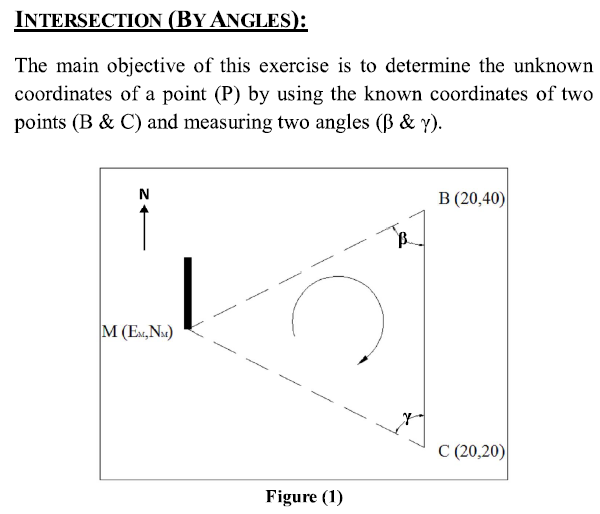 INTERSECTION (BY ANGLES):
The main objective of this exercise is to determine the unknown
coordinates of a point (P) by using the known coordinates of two
points (B & C) and measuring two angles (β & γ).
N
B (20,40)
β
M (EM,NM)
γ
C (20,20)
Figure (1)